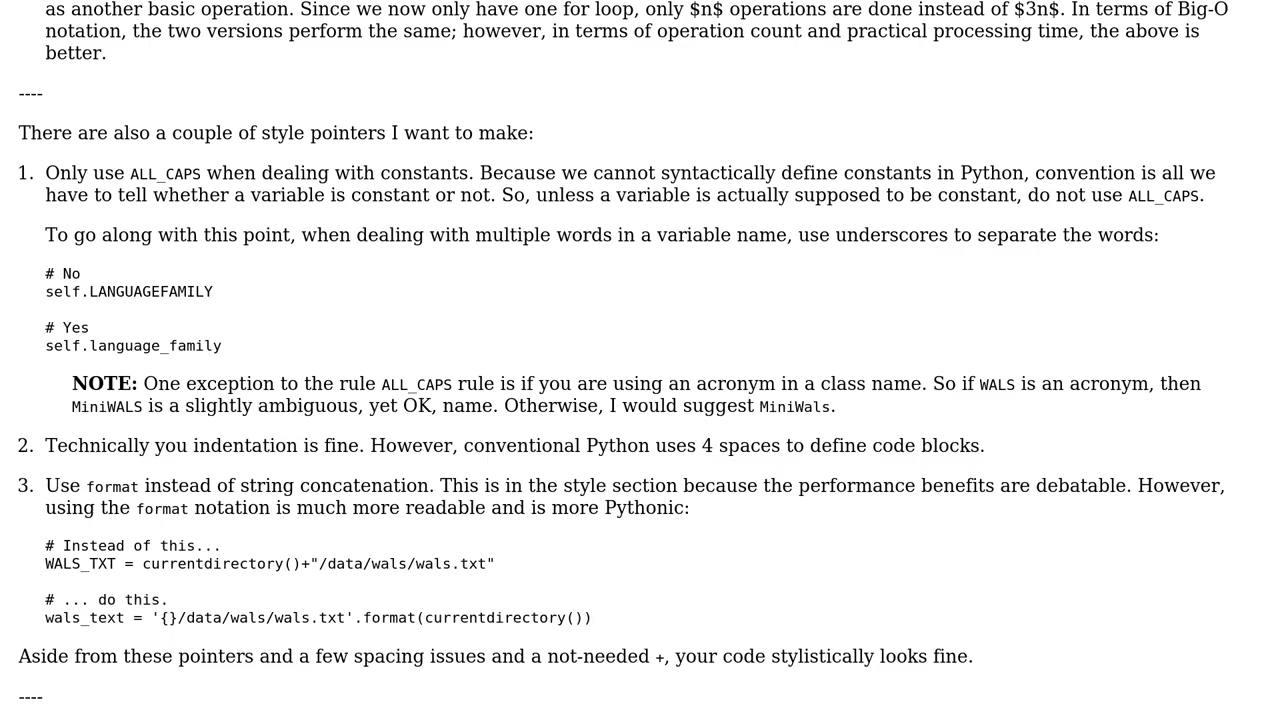 as another basic operation. Since we now only have one for loop, only $n$ operations are done instead of $3n$. In terms of Big-O
notation, the two versions perform the same; however, in terms of operation count and practical processing time, the above is
better.
----
There are also a couple of style pointers I want to make:
1. Only use ALL_CAPS when dealing with constants. Because we cannot syntactically define constants in Python, convention is all we
have to tell whether a variable is constant or not. So, unless a variable is actually supposed to be constant, do not use ALL_CAPS.
To go along with this point, when dealing with multiple words in a variable name, use underscores to separate the words:
# No
self.LANGUAGEFAMILY
# Yes
self.language_family
NOTE: One exception to the rule ALL_CAPS rule is if you are using an acronym in a class name. So if WALS is an acronym, then
MiniWALS is a slightly ambiguous, yet OK, name. Otherwise, I would suggest MiniWals.
2. Technically you indentation is fine. However, conventional Python uses 4 spaces to define code blocks.
3. Use format instead of string concatenation. This is in the style section because the performance benefits are debatable. However,
using the format notation is much more readable and is more Pythonic:
# Instead of this...
WALS_TXT = currentdirectory()+"/data/wals/wals.txt"
# ... do this.
wals_text = '{}/data/wals/wals.txt'.format(currentdirectory())
Aside from these pointers and a few spacing issues and a not-needed +, your code stylistically looks fine.
----